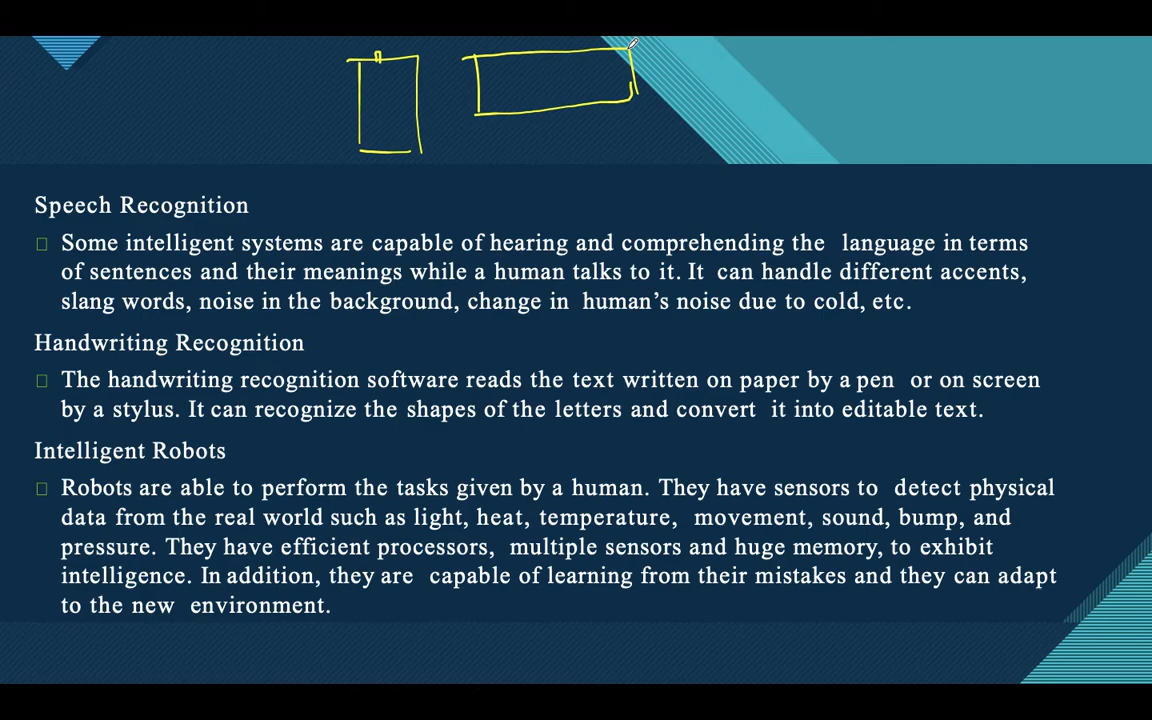 Speech Recognition
Some intelligent systems are capable of hearing and comprehending the language in terms
of sentences and their meanings while a human talks to it. It can handle different accents,
slang words, noise in the background, change in human’s noise due to cold, etc.
Handwriting Recognition
The handwriting recognition software reads the text written on paper by a pen or on screen
by a stylus. It can recognize the shapes of the letters and convert it into editable text.
Intelligent Robots
Robots are able to perform the tasks given by a human. They have sensors to detect physical
data from the real world such as light, heat, temperature, movement, sound, bump, and
pressure. They have efficient processors, multiple sensors and huge memory, to exhibit
intelligence. In addition, they are capable of learning from their mistakes and they can adapt
to the new environment.